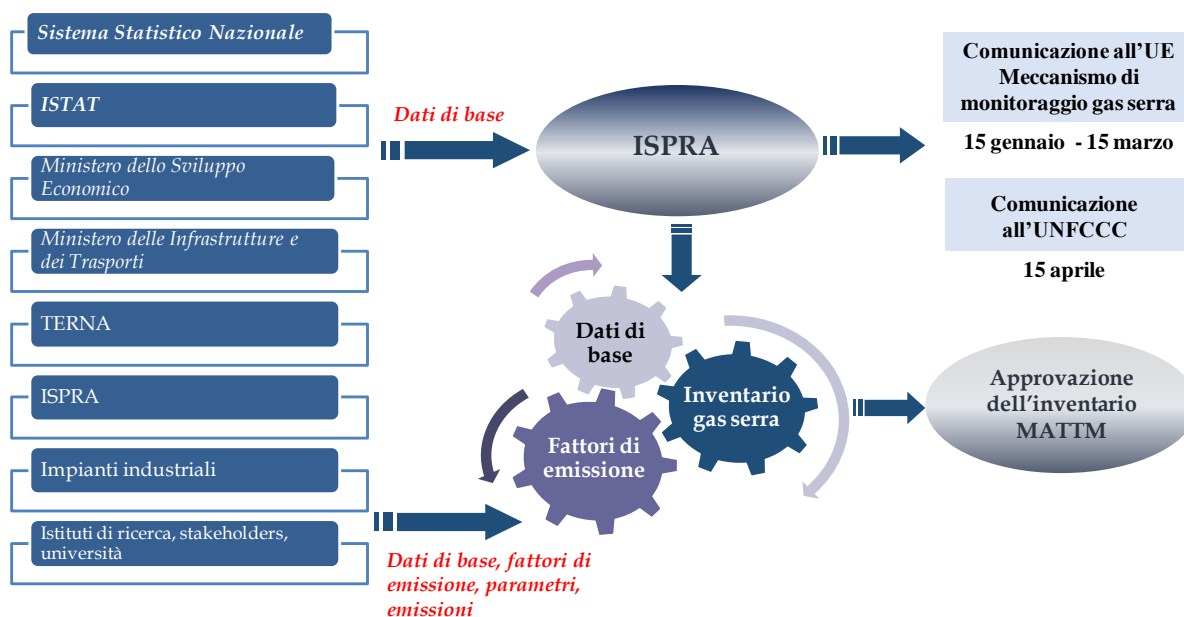 Sistema Statistico Nazionale
ISTAT
Ministero dello Sviluppo
Economico
Ministero delle Infrastrutture e
dei Trasporti
TERNA
ISPRA
Impianti industriali
Istituti di ricerca, stakeholders,
università
Dati di base
Dati di base, fattori di
emissione, parametri,
emissioni
ISPRA
Dati di
base
Fattori di
emissione
Inventario
gas serra
Comunicazione all’UE
Meccanismo di
monitoraggio gas serra
15 gennaio - 15 marzo
Comunicazione
all’UNFCCC
15 aprile
Approvazione
dell’inventario
MATTM